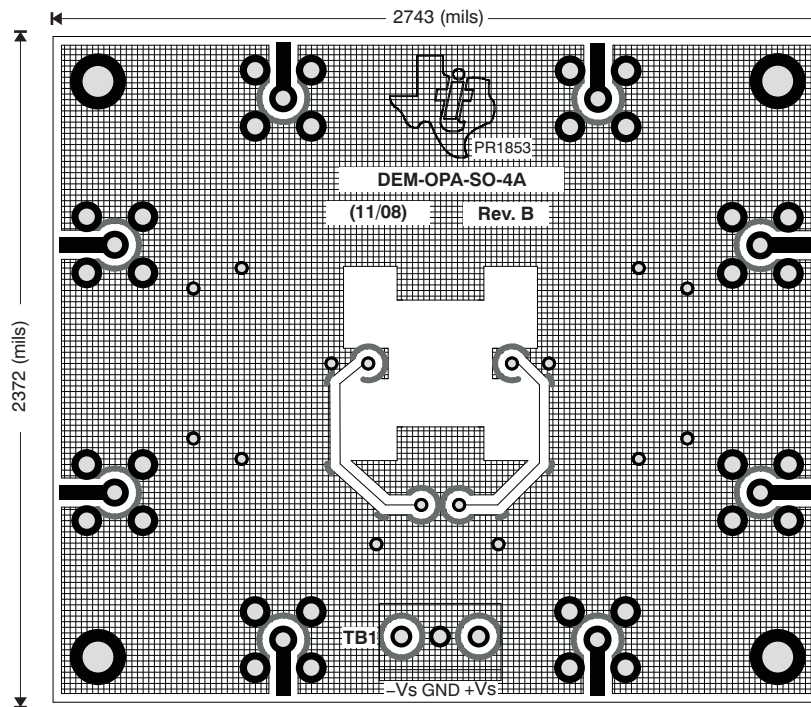 2743 (mils)
PR1853
DEM-OPA-SO-4A
(11/08) Rev. B
2372 (mils)
TB1
−Vs GND +Vs